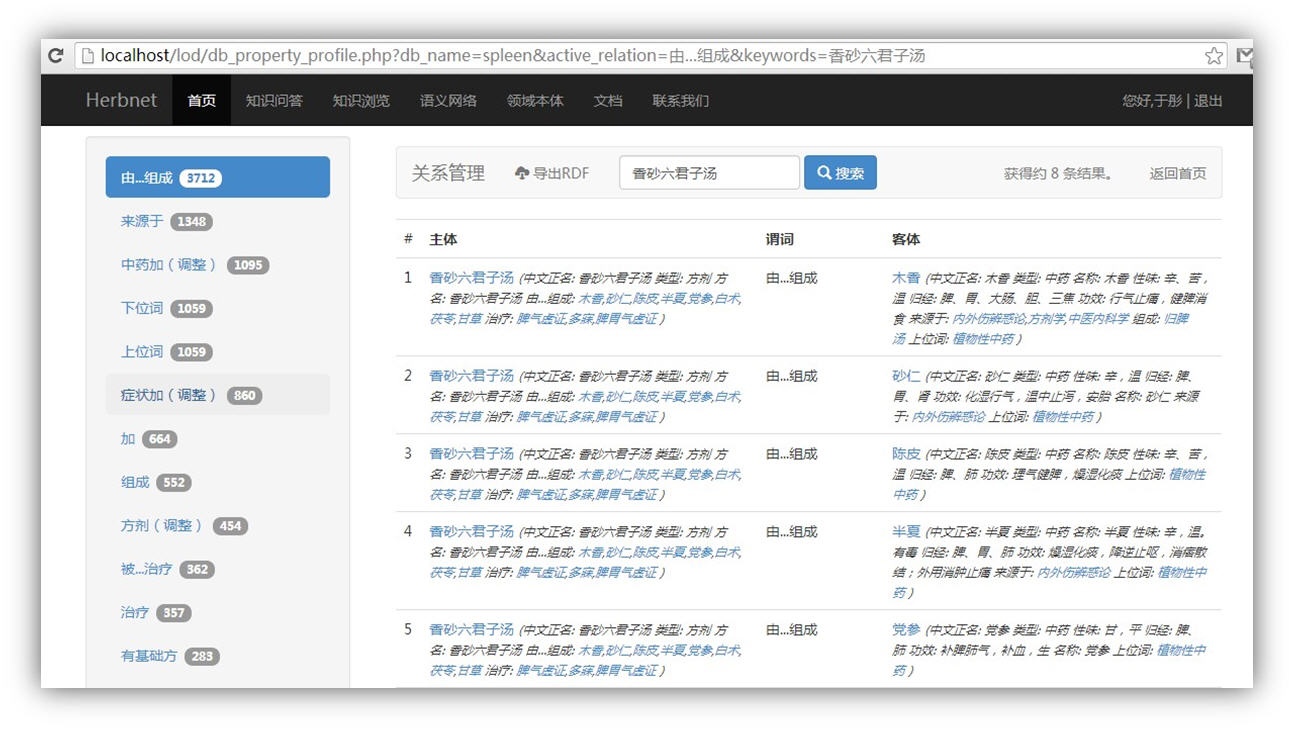 localhost/lod/db_property_profile.php?db_name=spleen&active_relation=由...组成&keywords=香砂六君子汤
Herbnet 首页 知识问答 知识浏览 语义网络 领域本体 文档 联系我们 您好,于彤 | 退出
由...组成 3712
来源于 1348
中药加（调整） 1095
下位词 1059
上位词 1059
症状加（调整） 860
加 664
组成 552
方剂（调整） 454
被...治疗 362
治疗 357
有基础方 283
关系管理 导出RDF 香砂六君子汤 搜索 获得约 8 条结果。 返回首页
# 主体 谓词 客体
1 香砂六君子汤 (中文正名: 香砂六君子汤 类型: 方剂 方
名: 香砂六君子汤 由...组成: 木香,砂仁,陈皮,半夏,党参,白术,
茯苓,甘草 治疗: 脾气虚证,多寐,脾胃气虚证 )
由...组成
木香 (中文正名: 木香 类型: 中药 名称: 木香 性味: 辛、苦，
温 归经: 脾、胃、大肠、胆、三焦 功效: 行气止痛，健脾消
食 来源于: 内外伤辨惑论,方剂学,中医内科学 组成: 归脾
汤 上位词: 植物性中药 )
2 香砂六君子汤 (中文正名: 香砂六君子汤 类型: 方剂 方
名: 香砂六君子汤 由...组成: 木香,砂仁,陈皮,半夏,党参,白术,
茯苓,甘草 治疗: 脾气虚证,多寐,脾胃气虚证 )
由...组成
砂仁 (中文正名: 砂仁 类型: 中药 性味: 辛，温 归经: 脾、
胃、肾 功效: 化湿行气，温中止泻，安胎 名称: 砂仁 来源
于: 内外伤辨惑论 上位词: 植物性中药 )
3 香砂六君子汤 (中文正名: 香砂六君子汤 类型: 方剂 方
名: 香砂六君子汤 由...组成: 木香,砂仁,陈皮,半夏,党参,白术,
茯苓,甘草 治疗: 脾气虚证,多寐,脾胃气虚证 )
由...组成
陈皮 (中文正名: 陈皮 类型: 中药 名称: 陈皮 性味: 辛、苦，
温 归经: 脾、肺 功效: 理气健脾，燥湿化痰 上位词: 植物性
中药 )
4 香砂六君子汤 (中文正名: 香砂六君子汤 类型: 方剂 方
名: 香砂六君子汤 由...组成: 木香,砂仁,陈皮,半夏,党参,白术,
茯苓,甘草 治疗: 脾气虚证,多寐,脾胃气虚证 )
由...组成
半夏 (中文正名: 半夏 类型: 中药 名称: 半夏 性味: 辛，温。
有毒 归经: 脾、胃、肺 功效: 燥湿化痰，降逆止呕，消痞散
结；外用消肿止痛 来源于: 内外伤辨惑论 上位词: 植物性中
药 )
5 香砂六君子汤 (中文正名: 香砂六君子汤 类型: 方剂 方
名: 香砂六君子汤 由...组成: 木香,砂仁,陈皮,半夏,党参,白术,
茯苓,甘草 治疗: 脾气虚证,多寐,脾胃气虚证 )
由...组成
党参 (中文正名: 党参 类型: 中药 性味: 甘，平 归经: 脾、
肺 功效: 补脾肺气，补血，生 名称: 党参 上位词: 植物性中
药 )